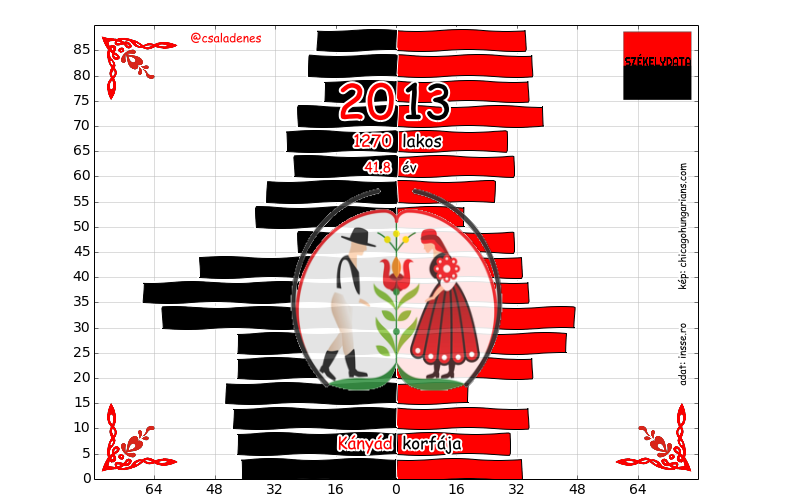 @csaladenes
SZÉKELYDATA
2013
1270 lakos
41.8 év
kép: chicagohungarians.com
adat: insse.ro
Kányád korfája
85
80
75
70
65
60
55
50
45
40
35
30
25
20
15
10
5
0
64 48 32 16 0 16 32 48 64